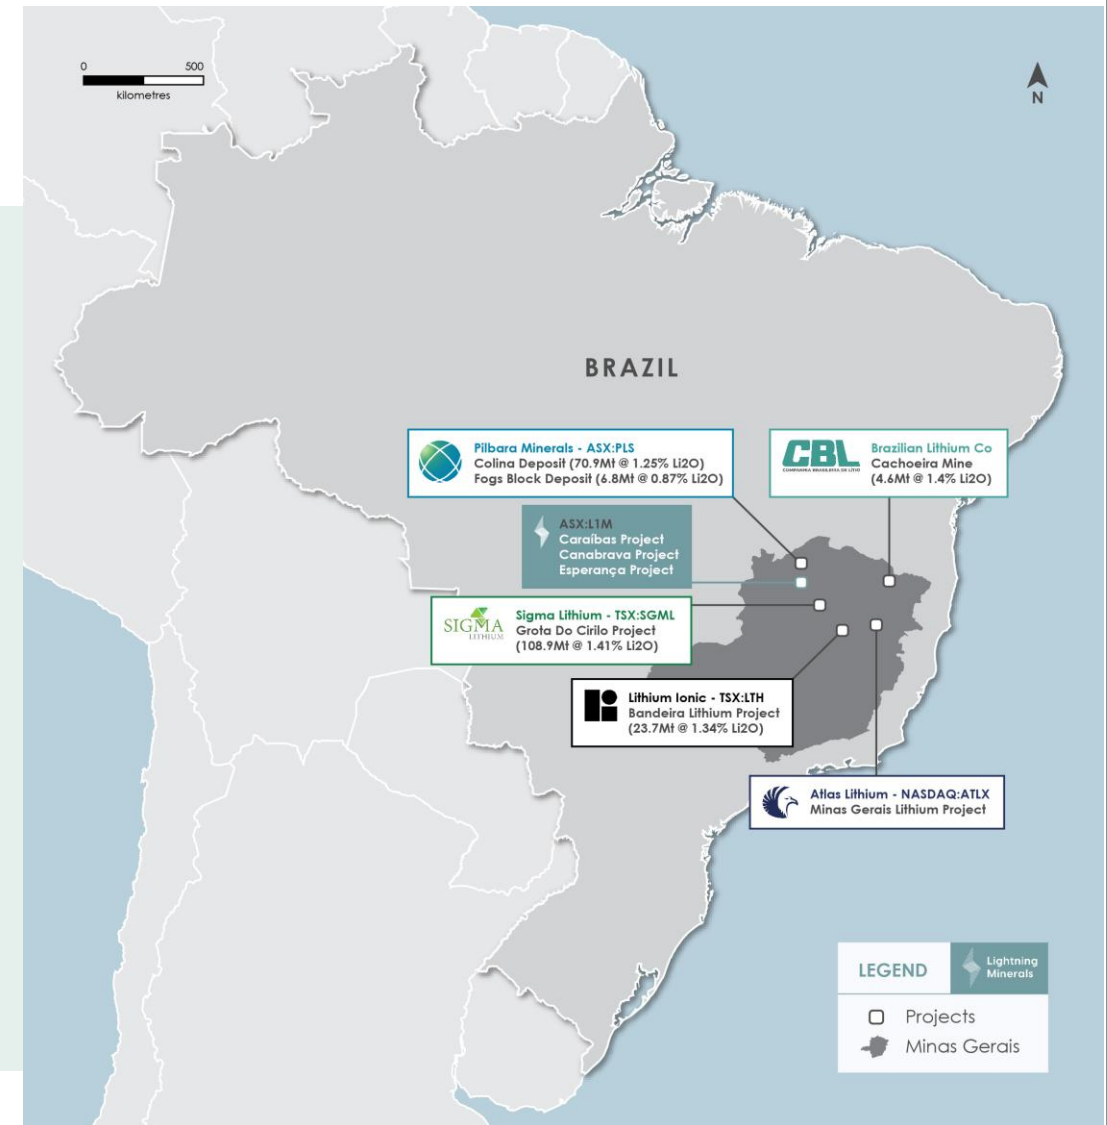 0 500
kilometres
N
BRAZIL
Pilbara Minerals - ASX:PLS
Colina Deposit (70.9Mt @ 1.25% Li2O)
Fogs Block Deposit (6.8Mt @ 0.87% Li2O)
CBL
COMPANHIA BRASILEIRA DE LÍTIO
Brazilian Lithium Co
Cachoeira Mine
(4.6Mt @ 1.4% Li2O)
ASX:L1M
Caraíbas Project
Canabrava Project
Esperança Project
SIGMA
LITHIUM
Sigma Lithium - TSX:SGML
Grota Do Cirilo Project
(108.9Mt @ 1.41% Li2O)
Lithium Ionic - TSX:LTH
Bandeira Lithium Project
(23.7Mt @ 1.34% Li2O)
Atlas Lithium - NASDAQ:ATLX
Minas Gerais Lithium Project
LEGEND
Lightning
Minerals
Projects
Minas Gerais